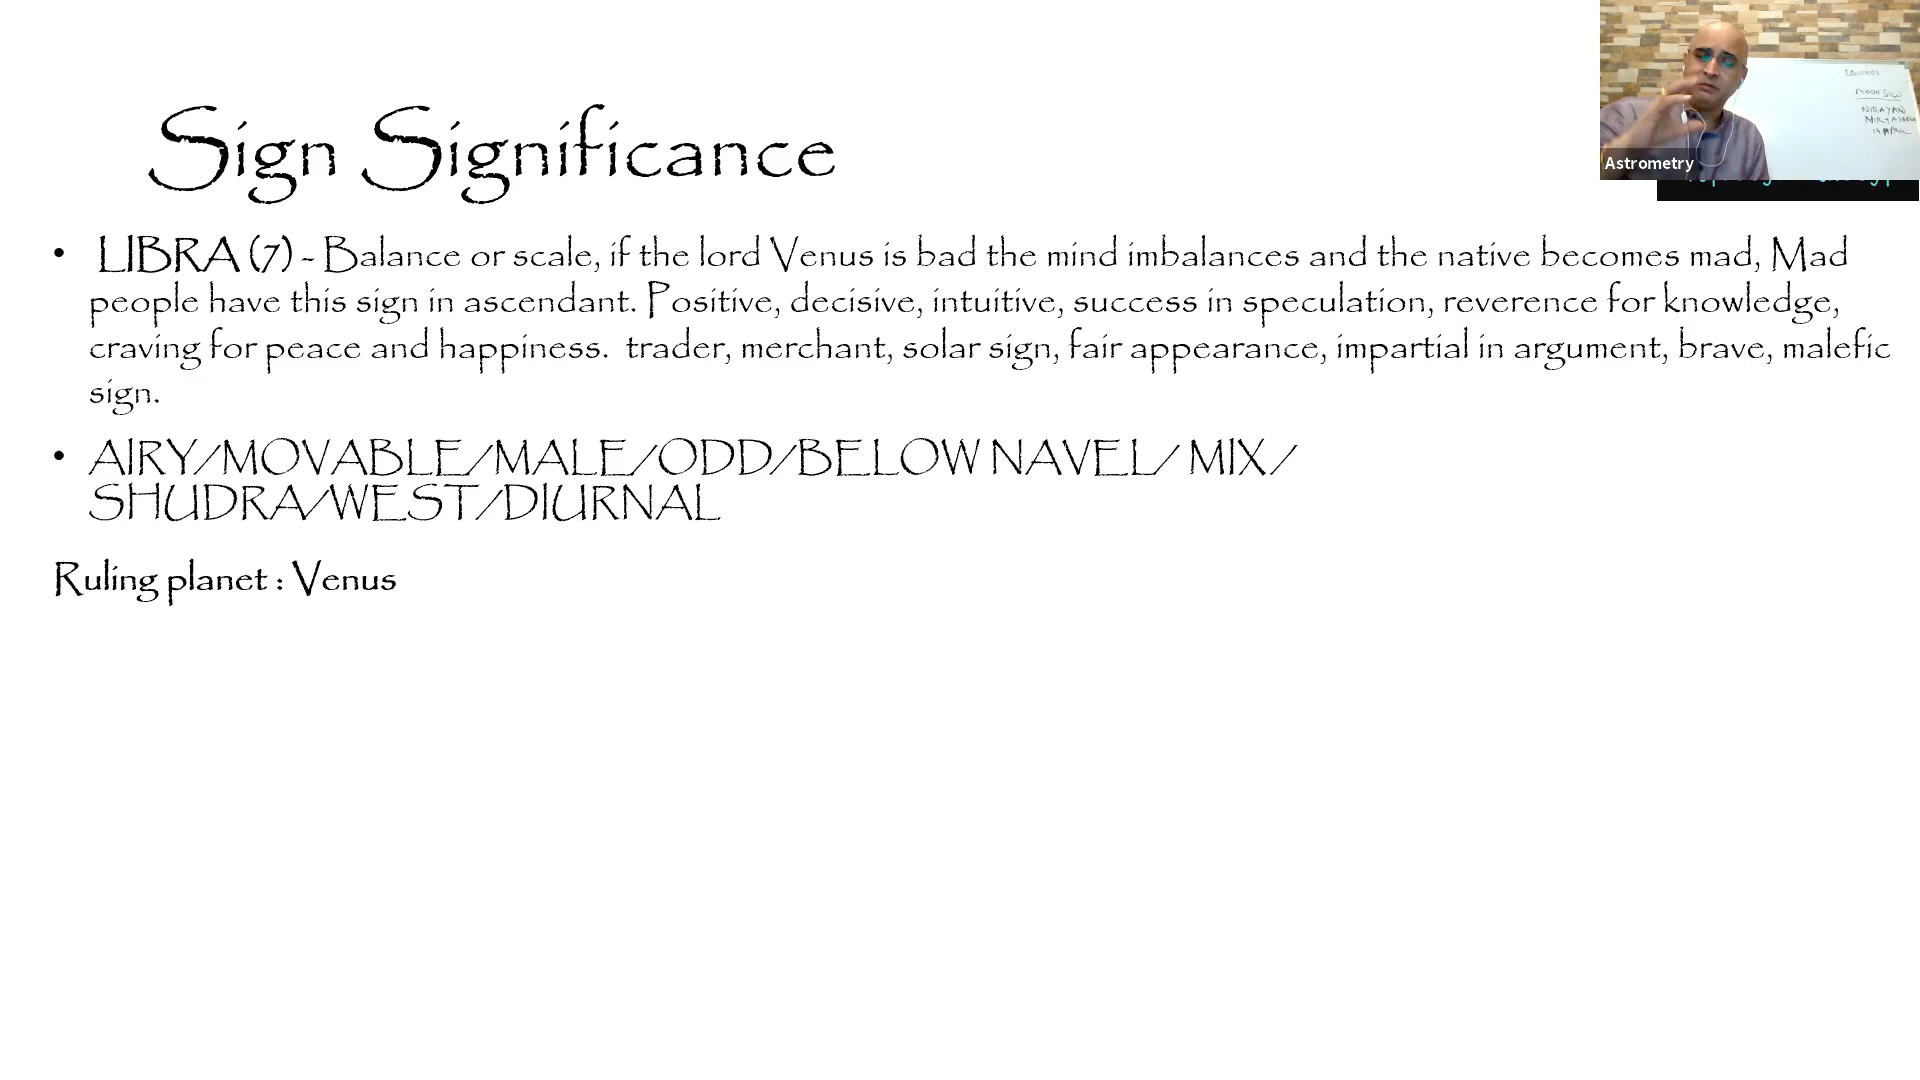 Sign Significance
• LIBRA (7) - Balance or scale, if the lord Venus is bad the mind imbalances and the native becomes mad, Mad
people have this sign in ascendant. Positive, decisive, intuitive, success in speculation, reverence for knowledge,
craving for peace and happiness. trader, merchant, solar sign, fair appearance, impartial in argument, brave, malefic
sign.
• AIRY/MOVABLE/MALE/ODD/BELOW NAVEL/ MIX/
SHUDRA/WEST/DIURNAL
Ruling planet : Venus
MOON SIGN
NIRAYAN
14 APRIL
Astrometry